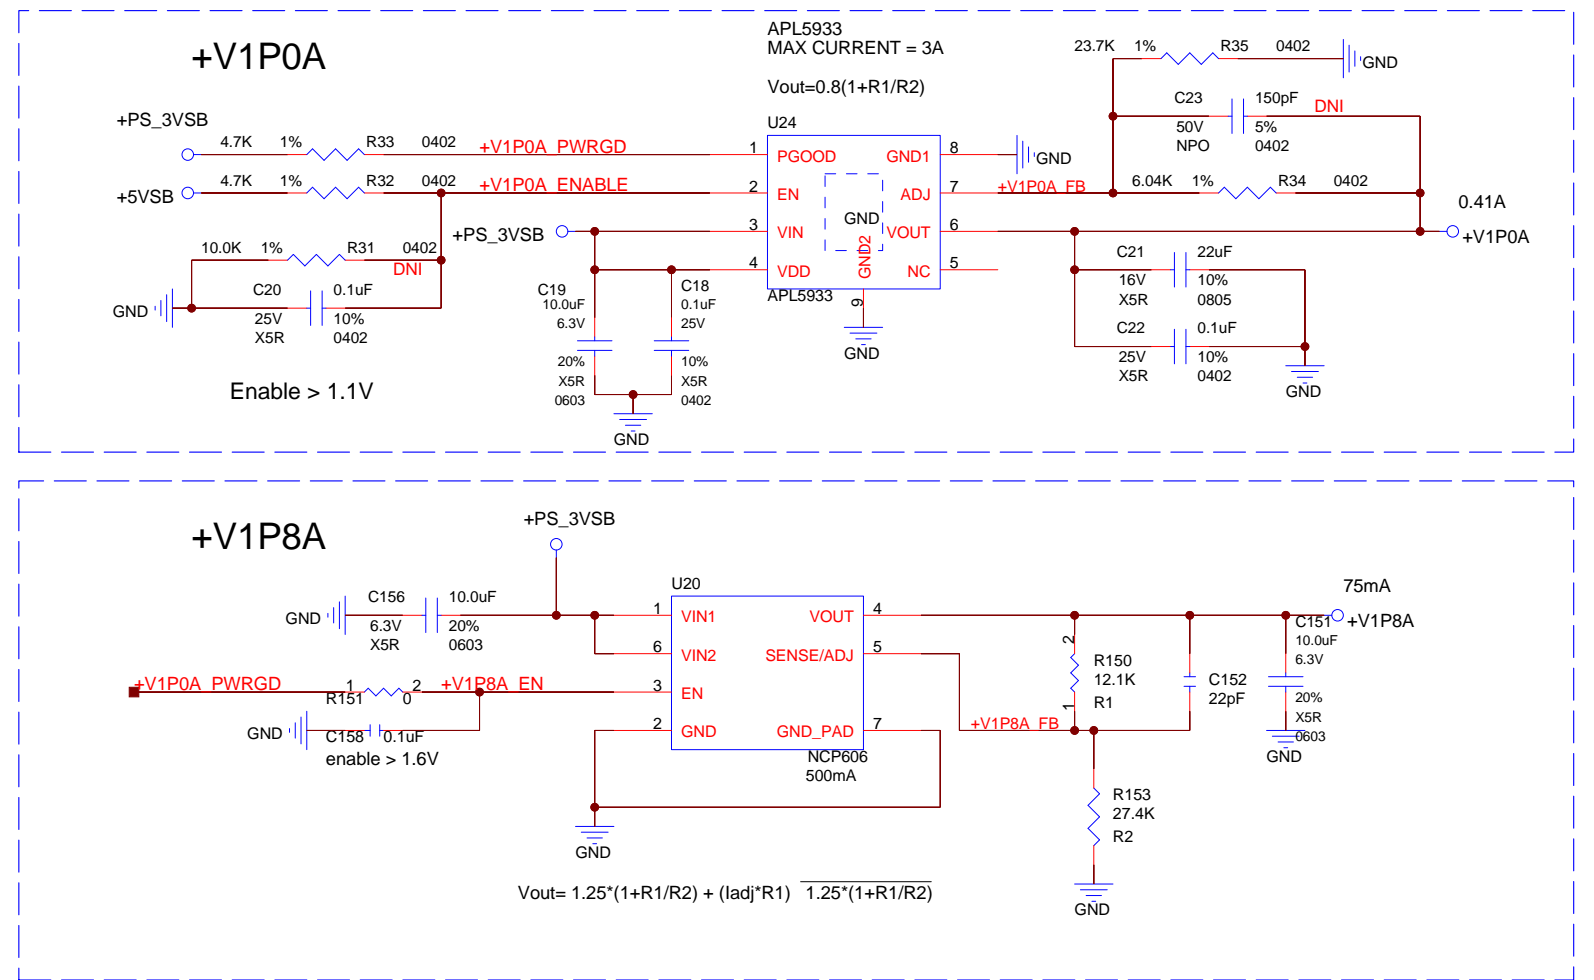 +V1P0A
APL5933
MAX CURRENT = 3A
Vout=0.8(1+R1/R2)
U24
+PS_3VSB
4.7K 1% R33 0402 +V1P0A_PWRGD 1 PGOOD
+5VSB 4.7K 1% R32 0402 +V1P0A_ENABLE 2 EN
+PS_3VSB 3 VIN
4 VDD
GND1 8 GND
ADJ 7 +V1P0A_FB
VOUT 6
NC 5
GND
GND2
9
GND
APL5933
10.0K 1% R31 0402
DNI
GND
C20 0.1uF
25V 10%
X5R 0402
Enable > 1.1V
C19
10.0uF
6.3V
20%
X5R
0603
C18
0.1uF
25V
10%
X5R
0402
GND
23.7K 1% R35 0402 GND
C23 150pF DNI
50V 5%
NPO 0402
6.04K 1% R34 0402
0.41A
+V1P0A
C21 22uF
16V 10%
X5R 0805
C22 0.1uF
25V 10%
X5R 0402
GND
+V1P8A
+PS_3VSB
GND
C156 10.0uF
6.3V 20%
X5R 0603
U20
1 VIN1
6 VIN2
3 EN
2 GND
VOUT 4
SENSE/ADJ 5
GND_PAD 7
NCP606
500mA
+V1P0A_PWRGD 1 2 +V1P8A_EN
R151 0
GND C158 0.1uF
enable > 1.6V
GND
+V1P8A_FB
2
R150
12.1K
R1
1
C152
22pF
75mA
+V1P8A
C151
10.0uF
6.3V
20%
X5R
0603
GND
R153
27.4K
R2
GND
Vout= 1.25*(1+R1/R2) + (Iadj*R1) 1.25*(1+R1/R2)